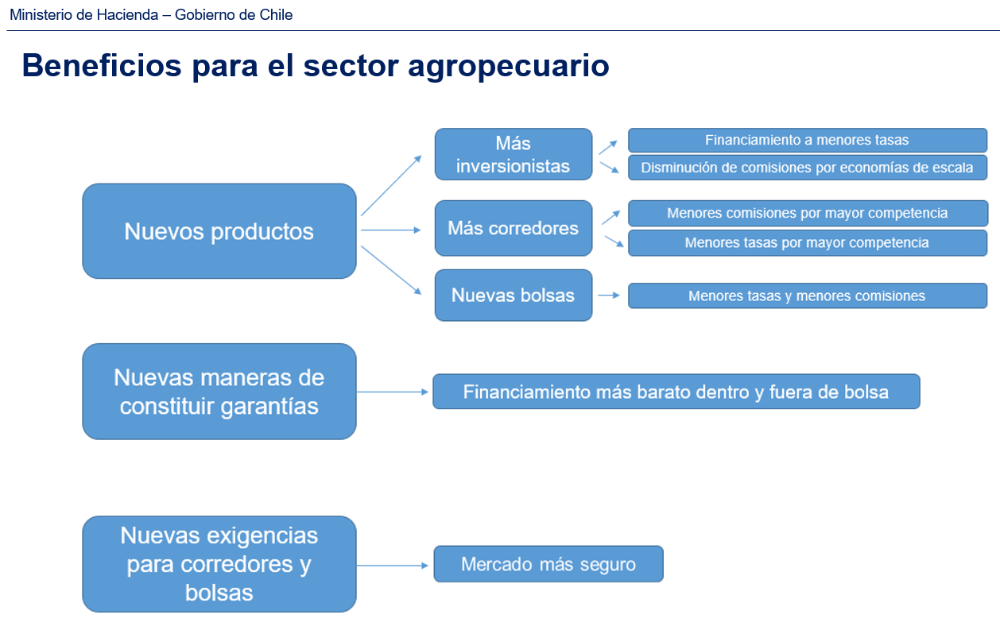 Ministerio de Hacienda – Gobierno de Chile
Beneficios para el sector agropecuario
Nuevos productos
Más
inversionistas
Financiamiento a menores tasas
Disminución de comisiones por economías de escala
Más corredores
Menores comisiones por mayor competencia
Menores tasas por mayor competencia
Nuevas bolsas
Menores tasas y menores comisiones
Nuevas maneras de
constituir garantías
Financiamiento más barato dentro y fuera de bolsa
Nuevas exigencias
para corredores y
bolsas
Mercado más seguro